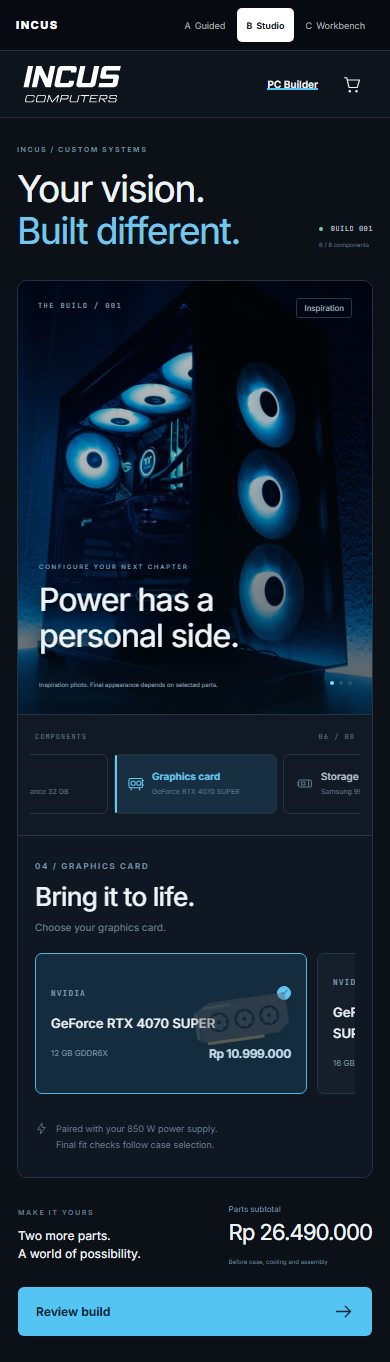 INCUS
A Guided
B Studio
C Workbench
INCUS
COMPUTERS
PC Builder
INCUS / CUSTOM SYSTEMS
Your vision.
Built different.
BUILD 001
6 / 8 components
THE BUILD / 001
Inspiration
CONFIGURE YOUR NEXT CHAPTER
Power has a
personal side.
Inspiration photo. Final appearance depends on selected parts.
COMPONENTS
06 / 08
ance 32 GB
Graphics card
GeForce RTX 4070 SUPER
Storage
Samsung 9
04 / GRAPHICS CARD
Bring it to life.
Choose your graphics card.
NVIDIA
GeForce RTX 4070 SUPER
12 GB GDDR6X
Rp 10.999.000
NVID
GeF
SUP
16 GB
Paired with your 850 W power supply.
Final fit checks follow case selection.
MAKE IT YOURS
Two more parts.
A world of possibility.
Parts subtotal
Rp 26.490.000
Before case, cooling and assembly
Review build